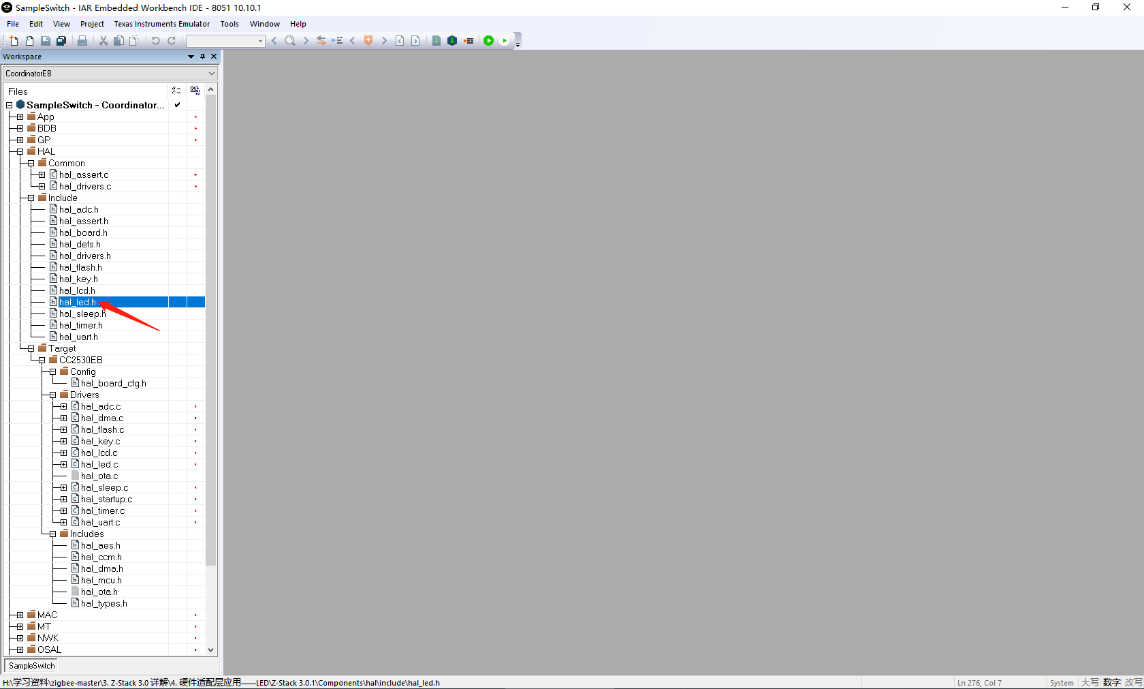 SampleSwitch - IAR Embedded Workbench IDE - 8051 10.10.1
File Edit View Project Texas Instruments Emulator Tools Window Help
Workspace
CoordinatorEB
Files
SampleSwitch - Coordinator...
App
BDB
GP
HAL
Common
hal_assert.c
hal_drivers.c
Include
hal_adc.h
hal_assert.h
hal_board.h
hal_defs.h
hal_drivers.h
hal_flash.h
hal_key.h
hal_lcd.h
hal_led.h
hal_sleep.h
hal_timer.h
hal_uart.h
Target
CC2530EB
Config
hal_board_cfg.h
Drivers
hal_adc.c
hal_dma.c
hal_flash.c
hal_key.c
hal_lcd.c
hal_led.c
hal_ota.c
hal_sleep.c
hal_startup.c
hal_timer.c
hal_uart.c
Includes
hal_aes.h
hal_ccm.h
hal_dma.h
hal_mcu.h
hal_ota.h
hal_types.h
MAC
MT
NWK
OSAL
SampleSwitch
H:\学习资料\zigbee-master\3. Z-Stack 3.0 详解\4. 硬件适配层应用——LED\Z-Stack 3.0.1\Components\hal\include\hal_led.h Ln 276, Col 7 System 大写 数字 改写